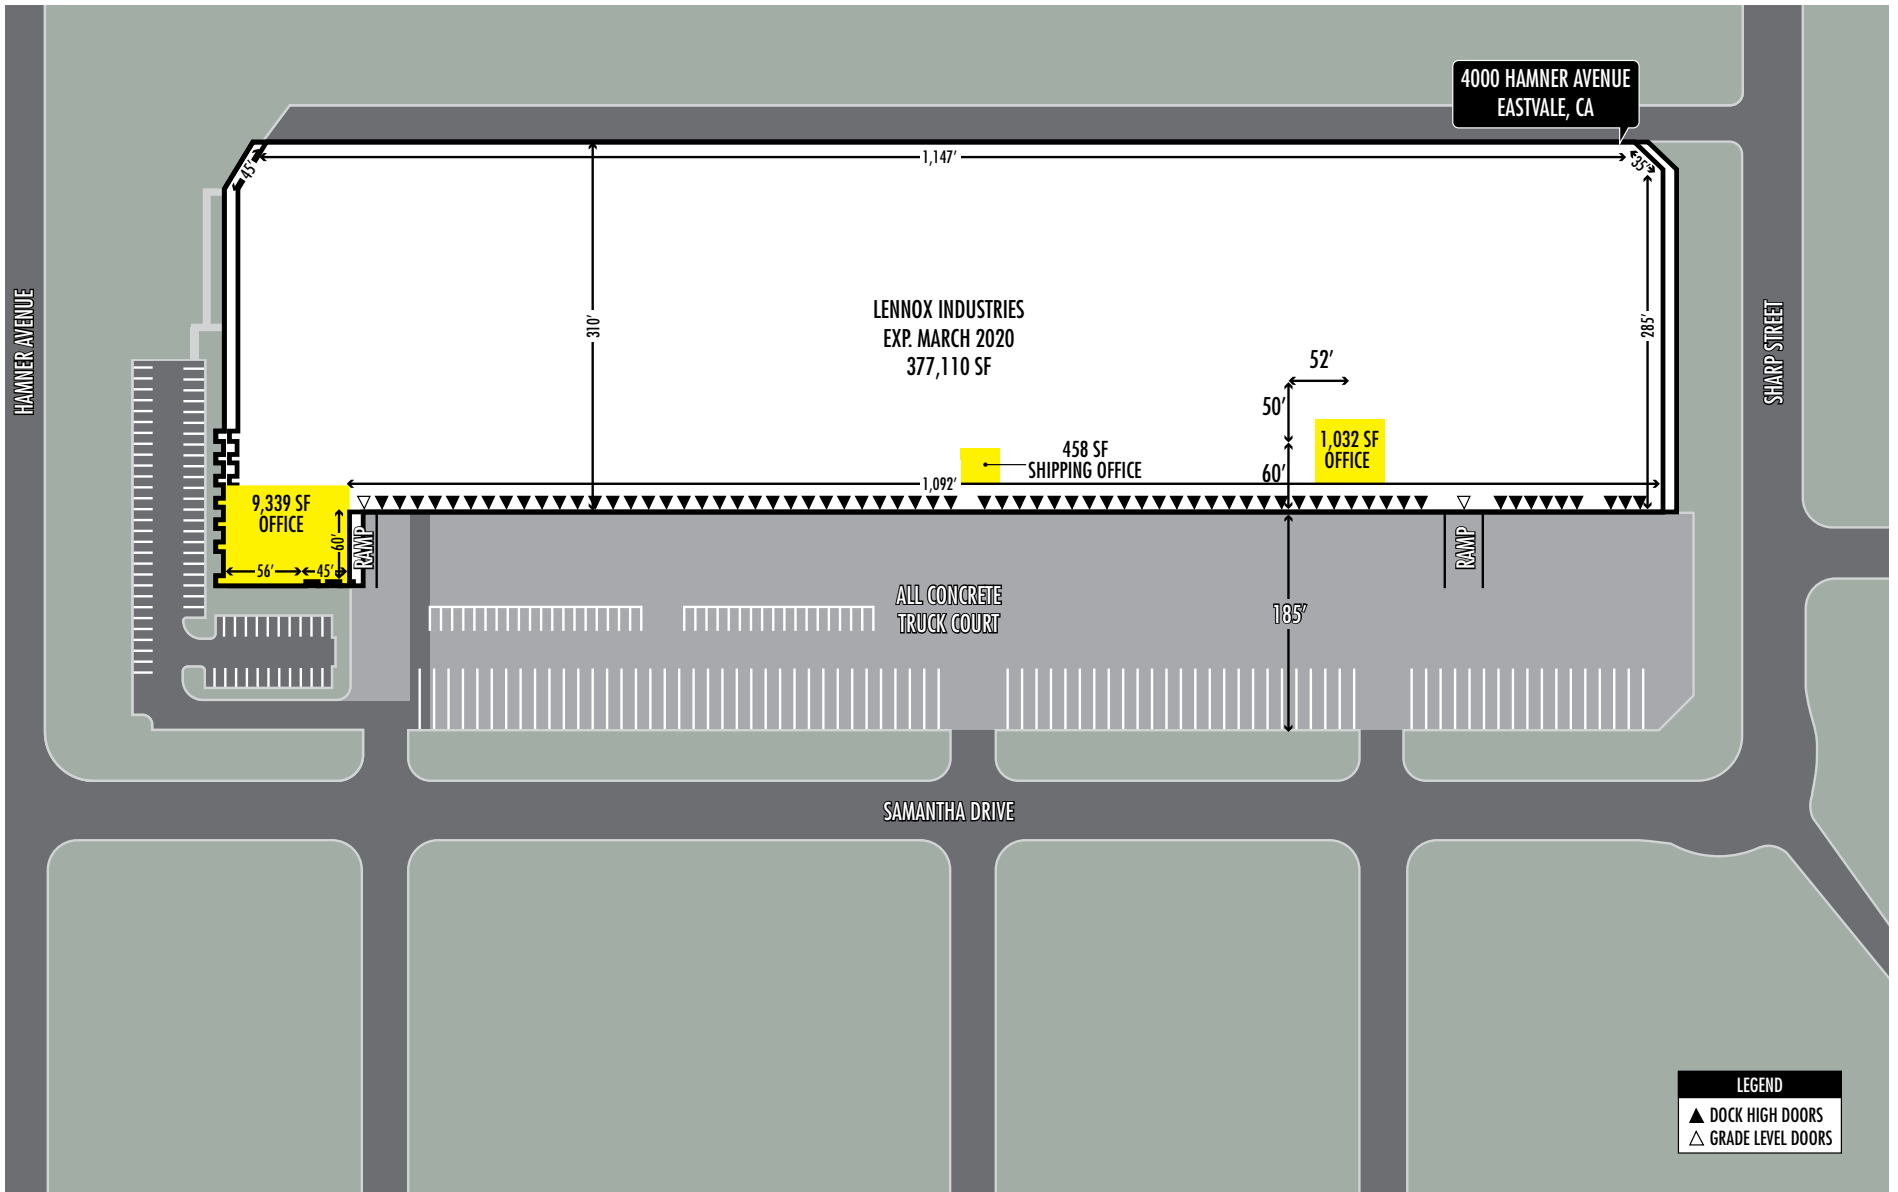 4000 HAMNER AVENUE
EASTVALE, CA
1,147'
45'
35'
HAMNER AVENUE
310'
LENNOX INDUSTRIES
EXP. MARCH 2020
377,110 SF
285'
SHARP STREET
52'
50'
60'
1,032 SF
OFFICE
458 SF
SHIPPING OFFICE
1,092'
9,339 SF
OFFICE
60'
56'
45'
RAMP
RAMP
ALL CONCRETE
TRUCK COURT
185'
SAMANTHA DRIVE
LEGEND
DOCK HIGH DOORS
GRADE LEVEL DOORS